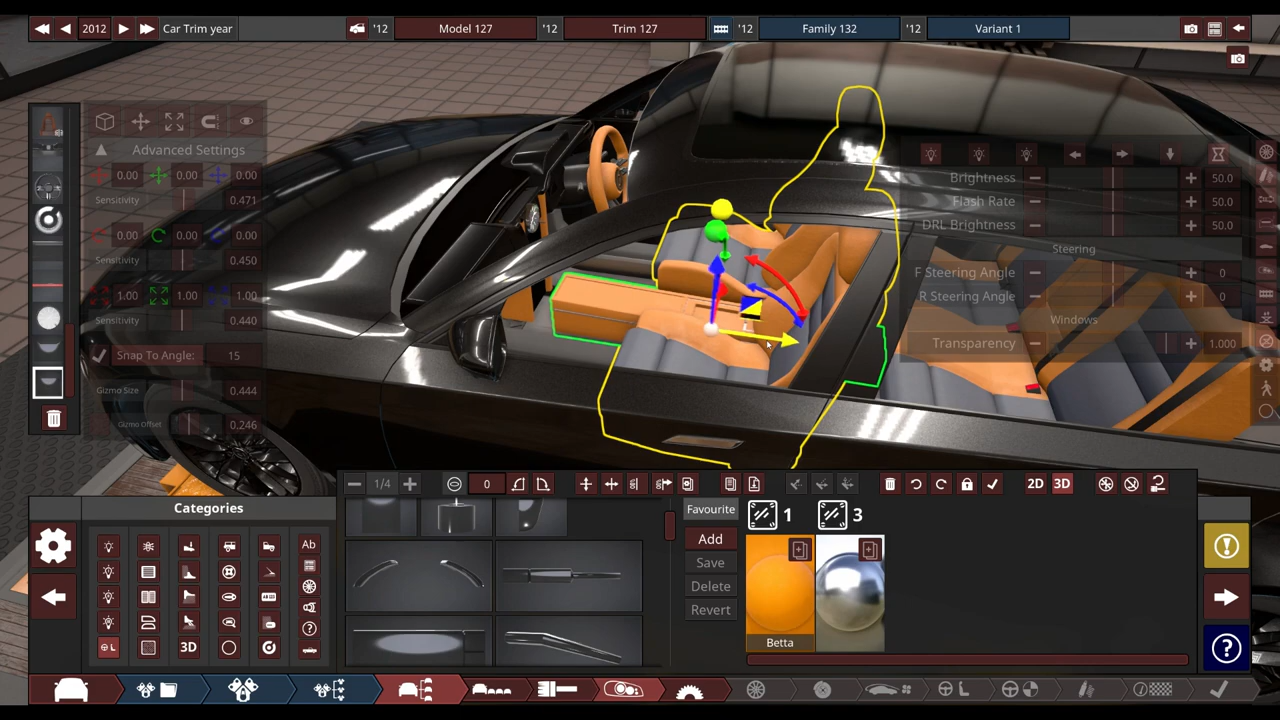 2012 Car Trim year '12 Model 127 '12 Trim 127 '12 Family 132 '12 Variant 1
Advanced Settings
0.00 0.00 0.00
Sensitivity 0.471
0.00 0.00 0.00
Sensitivity 0.450
1.00 1.00 1.00
Sensitivity 0.440
Snap To Angle: 15
Gizmo Size 0.444
Gizmo Offset 0.246
Brightness 50.0
Flash Rate 50.0
DRL Brightness 50.0
Steering
F Steering Angle 0
R Steering Angle 0
Windows
Transparency 1.000
1/4 0 2D 3D
Categories
Ab
3D
L
Favourite
Add
Save
Delete
Revert
1 3
Betta